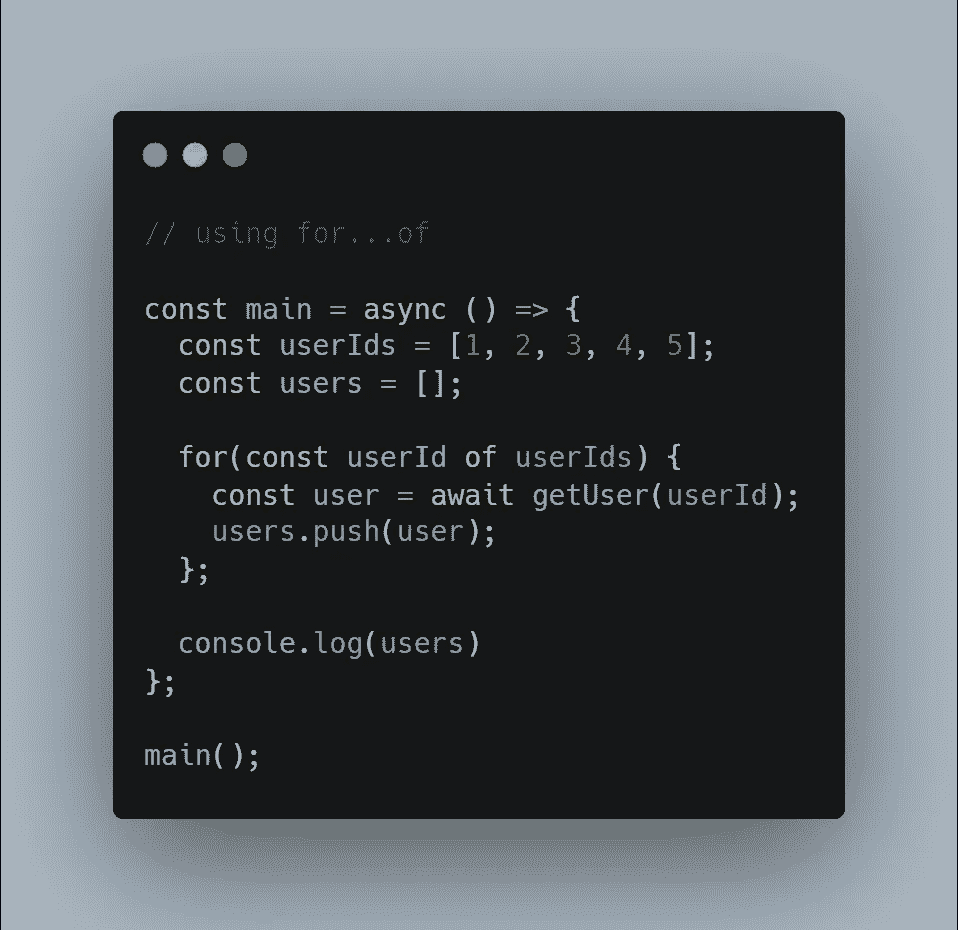 // using for...of
const main = async () => {
const userIds = [1, 2, 3, 4, 5];
const users = [];
for(const userId of userIds) {
const user = await getUser(userId);
users.push(user);
};
console.log(users)
};
main();